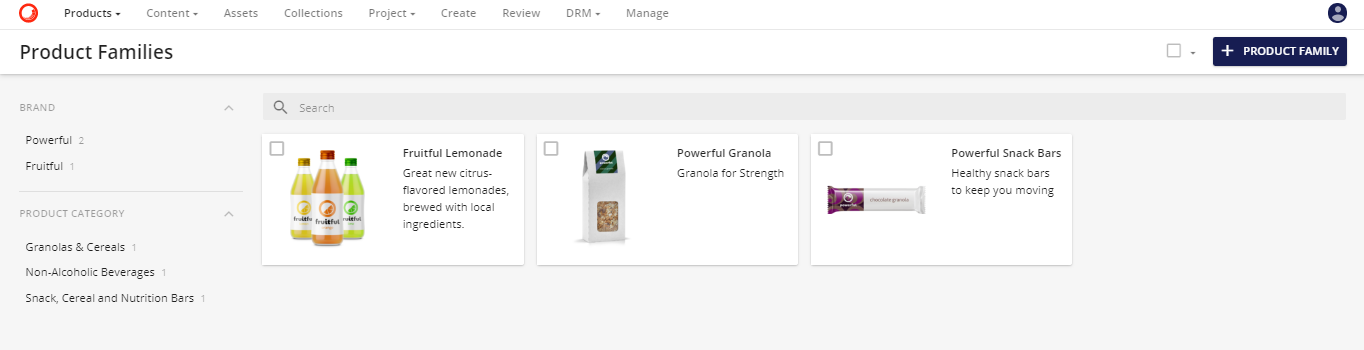 Products Content Assets Collections Project Create Review DRM Manage
Product Families
+ PRODUCT FAMILY
BRAND
Powerful 2
Fruitful 1
PRODUCT CATEGORY
Granolas & Cereals 1
Non-Alcoholic Beverages 1
Snack, Cereal and Nutrition Bars 1
Search
fruitful
fruitful
fruitful
Fruitful Lemonade
Great new citrus-
flavored lemonades,
brewed with local
ingredients.
Powerful Granola
Granola for Strength
powerful
chocolate granola
Powerful Snack Bars
Healthy snack bars
to keep you moving